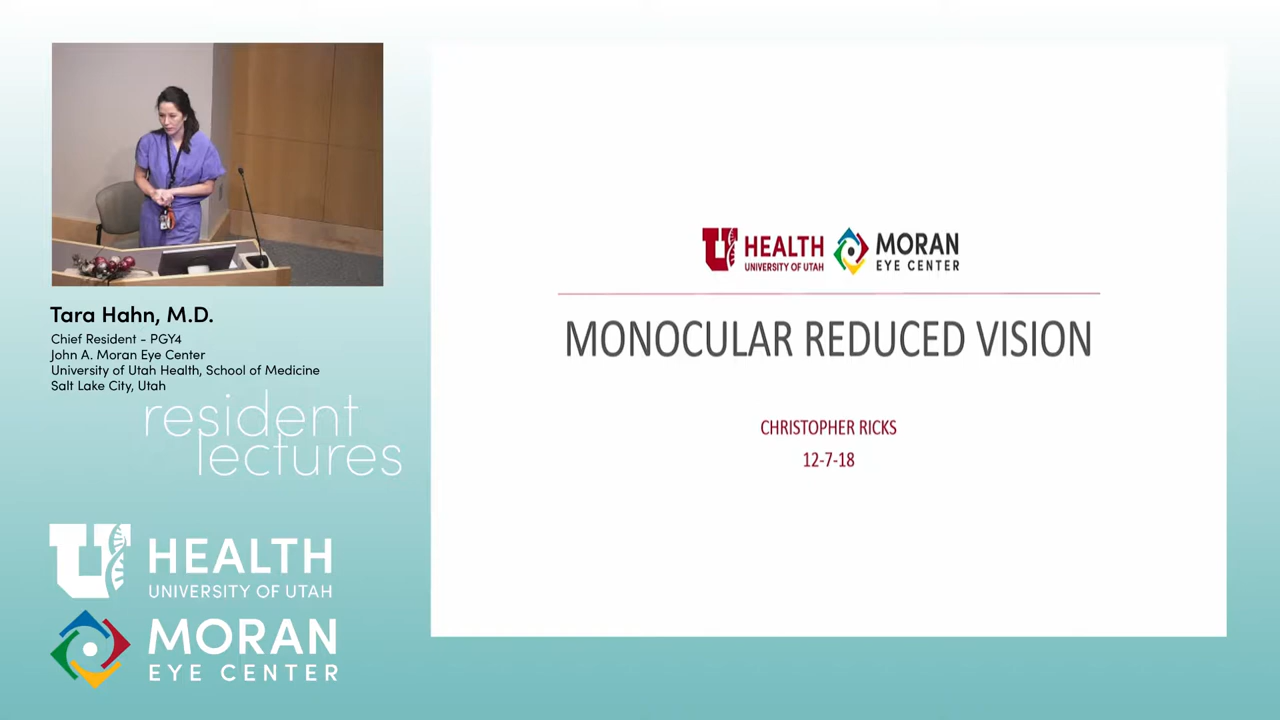 Tara Hahn, M.D.
Chief Resident - PGY4
John A. Moran Eye Center
University of Utah Health, School of Medicine
Salt Lake City, Utah
resident
lectures
U HEALTH
UNIVERSITY OF UTAH
MORAN
EYE CENTER
U HEALTH
UNIVERSITY OF UTAH
MORAN
EYE CENTER
MONOCULAR REDUCED VISION
CHRISTOPHER RICKS
12-7-18